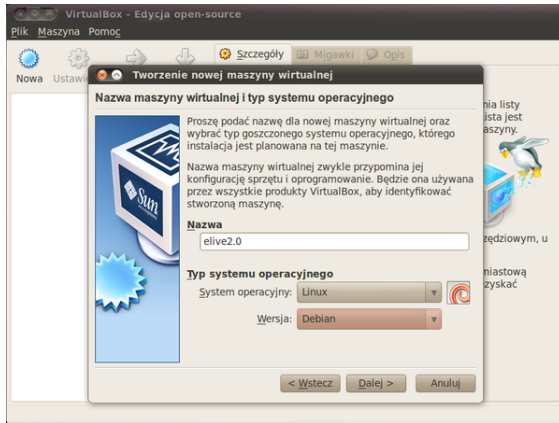 VirtualBox - Edycja open-source
Plik Maszyna Pomoc
Nowa Ustawi
Szczegóły Migawki Opis
Tworzenie nowej maszyny wirtualnej
Nazwa maszyny wirtualnej i typ systemu operacyjnego
Proszę podać nazwę dla nowej maszyny wirtualnej oraz
wybrać typ goszczonego systemu operacyjnego, którego
instalacja jest planowana na tej maszynie.
Nazwa maszyny wirtualnej zwykle przypomina jej
konfigurację sprzętu i oprogramowanie. Będzie ona używana
przez wszystkie produkty VirtualBox, aby identyfikować
stworzoną maszynę.
Sun
Nazwa
elive2.0
Typ systemu operacyjnego
System operacyjny: Linux
Wersja: Debian
< Wstecz Dalej > Anuluj
nia listy
ista jest
aszyny.
zędziowym, u
miastową
zyskać